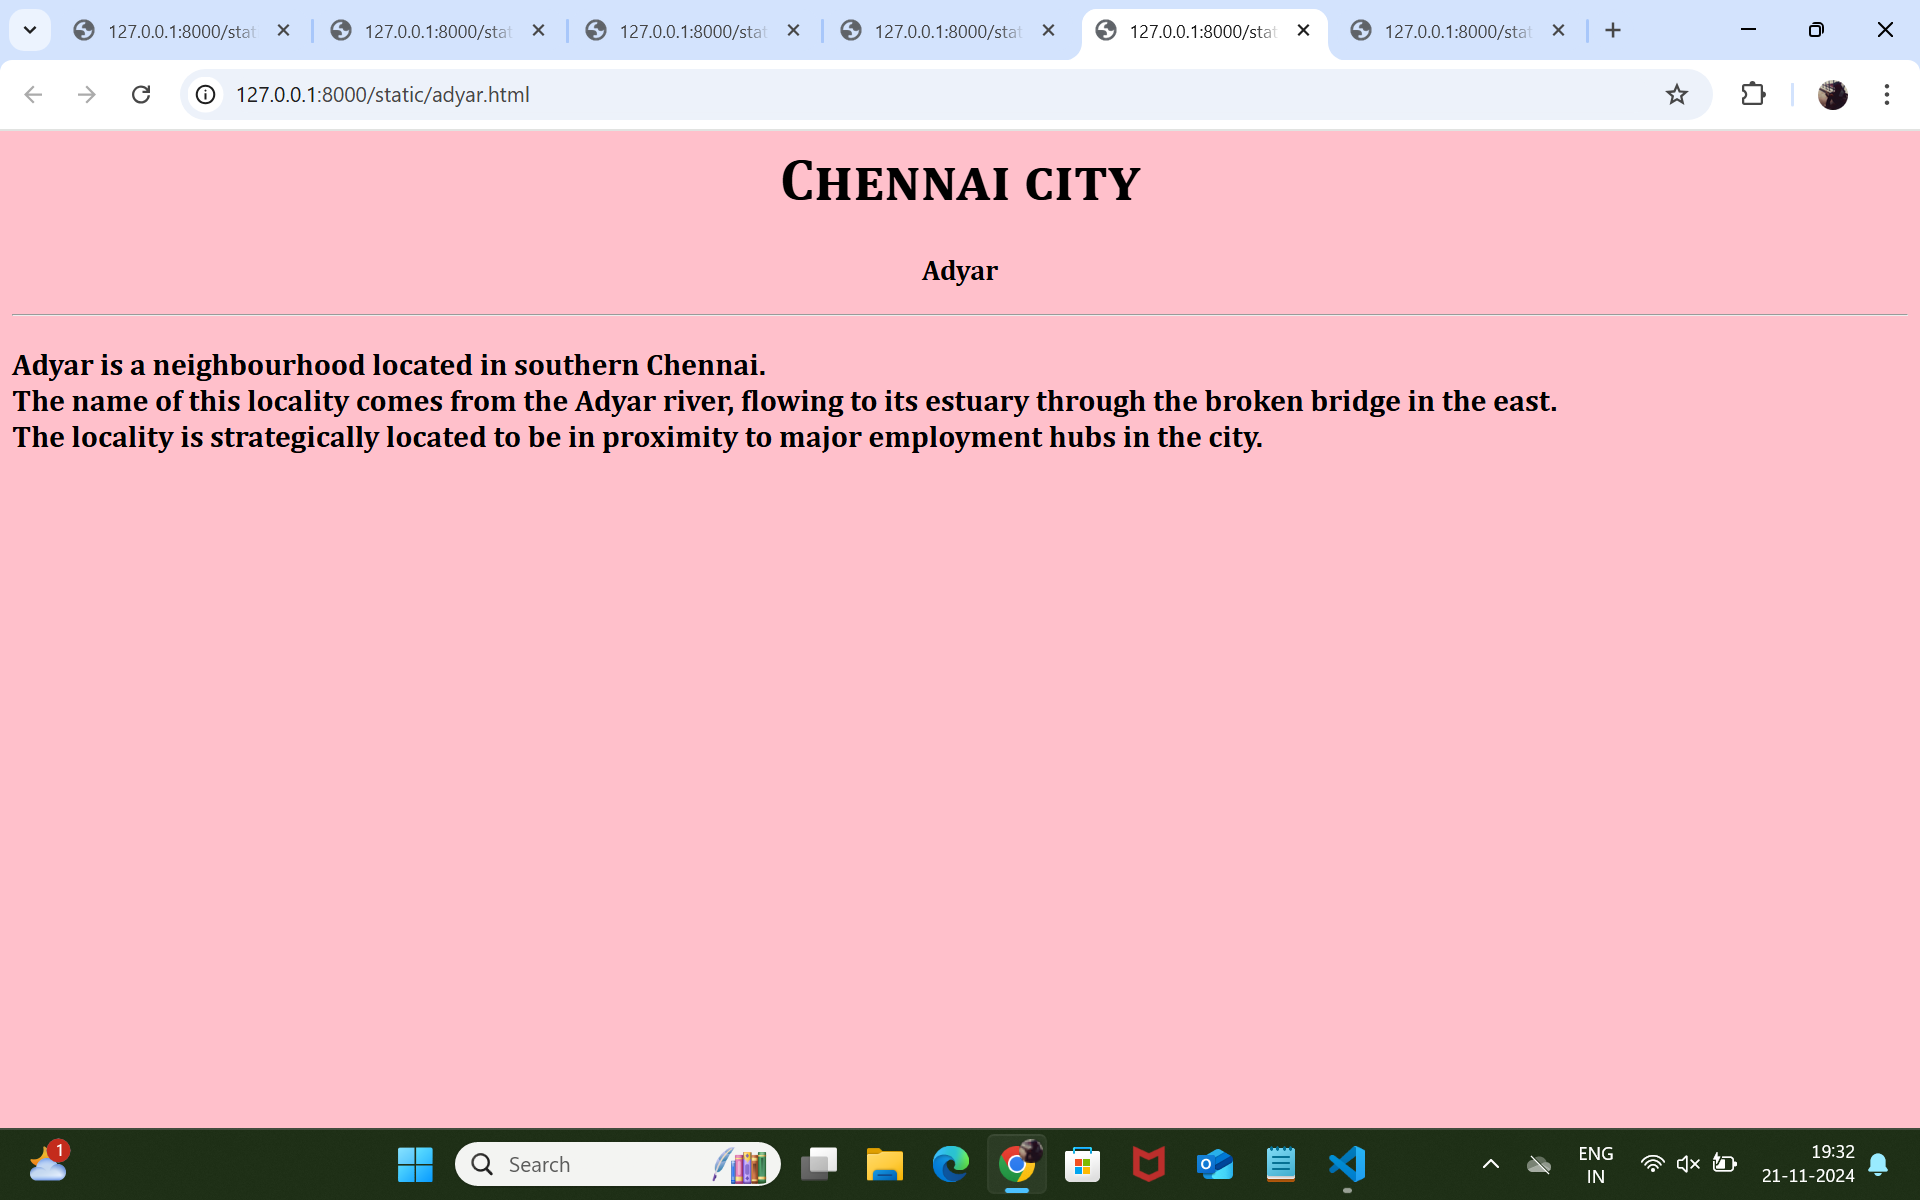 127.0.0.1:8000/stat
127.0.0.1:8000/stat
127.0.0.1:8000/stat
127.0.0.1:8000/stat
127.0.0.1:8000/stat
127.0.0.1:8000/stat
127.0.0.1:8000/static/adyar.html
Chennai city
Adyar
Adyar is a neighbourhood located in southern Chennai.
The name of this locality comes from the Adyar river, flowing to its estuary through the broken bridge in the east.
The locality is strategically located to be in proximity to major employment hubs in the city.
1
Search
ENG
IN
19:32
21-11-2024